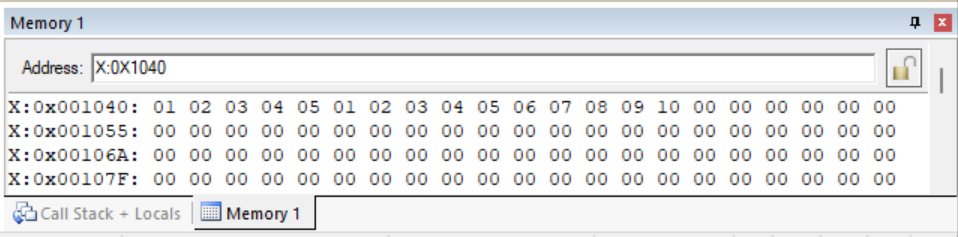 Memory 1
Address: X:0X1040
X:0x001040: 01 02 03 04 05 01 02 03 04 05 06 07 08 09 10 00 00 00 00 00 00
X:0x001055: 00 00 00 00 00 00 00 00 00 00 00 00 00 00 00 00 00 00 00 00 00
X:0x00106A: 00 00 00 00 00 00 00 00 00 00 00 00 00 00 00 00 00 00 00 00 00
X:0x00107F: 00 00 00 00 00 00 00 00 00 00 00 00 00 00 00 00 00 00 00 00 00
Call Stack + Locals Memory 1